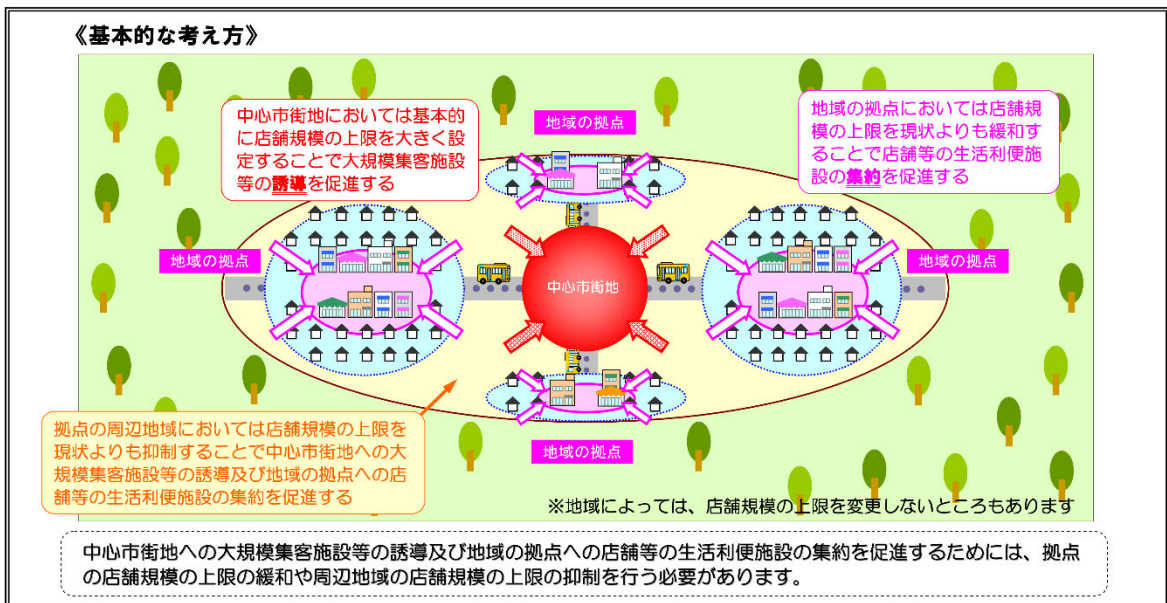 《基本的な考え方》
中心市街地においては基本的
に店舗規模の上限を大きく設
定することで大規模集客施設
等の誘導を促進する
地域の拠点
地域の拠点においては店舗規
模の上限を現状よりも緩和す
ることで店舗等の生活利便施
設の集約を促進する
地域の拠点
中心市街地
地域の拠点
拠点の周辺地域においては店舗規模の上限を
現状よりも抑制することで中心市街地への大
規模集客施設等の誘導及び地域の拠点への店
舗等の生活利便施設の集約を促進する
地域の拠点
※地域によっては、店舗規模の上限を変更しないところもあります
中心市街地への大規模集客施設等の誘導及び地域の拠点への店舗等の生活利便施設の集約を促進するためには、拠点
の店舗規模の上限の緩和や周辺地域の店舗規模の上限の抑制を行う必要があります。